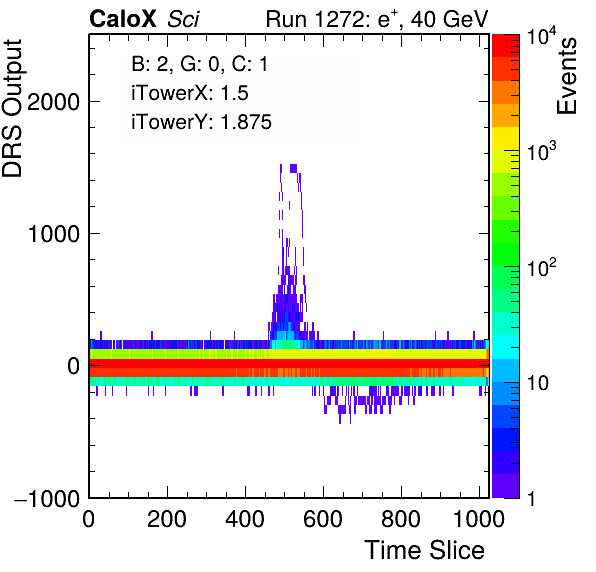 CaloX Sci Run 1272: e⁺, 40 GeV
B: 2, G: 0, C: 1
iTowerX: 1.5
iTowerY: 1.875
DRS Output
2000
1000
0
−1000
0 200 400 600 800 1000
Time Slice
Events
10⁴
10³
10²
10
1